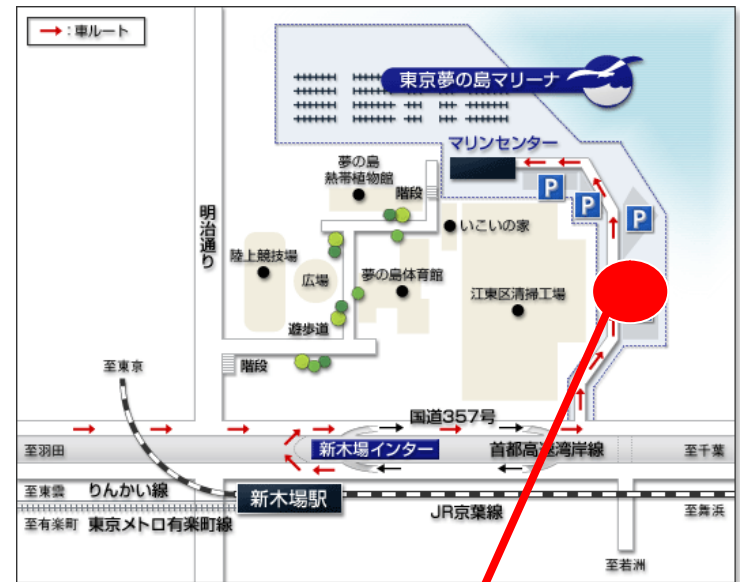 →：車ルート
東京夢の島マリーナ
マリンセンター
夢の島
熱帯植物館
階段
P
P
P
明治通り
いこいの家
陸上競技場
広場
夢の島体育館
江東区清掃工場
遊歩道
階段
至東京
国道357号
至羽田
新木場インター
首都高速湾岸線
至千葉
至東雲
りんかい線
新木場駅
JR京葉線
至舞浜
至有楽町
東京メトロ有楽町線
至若洲